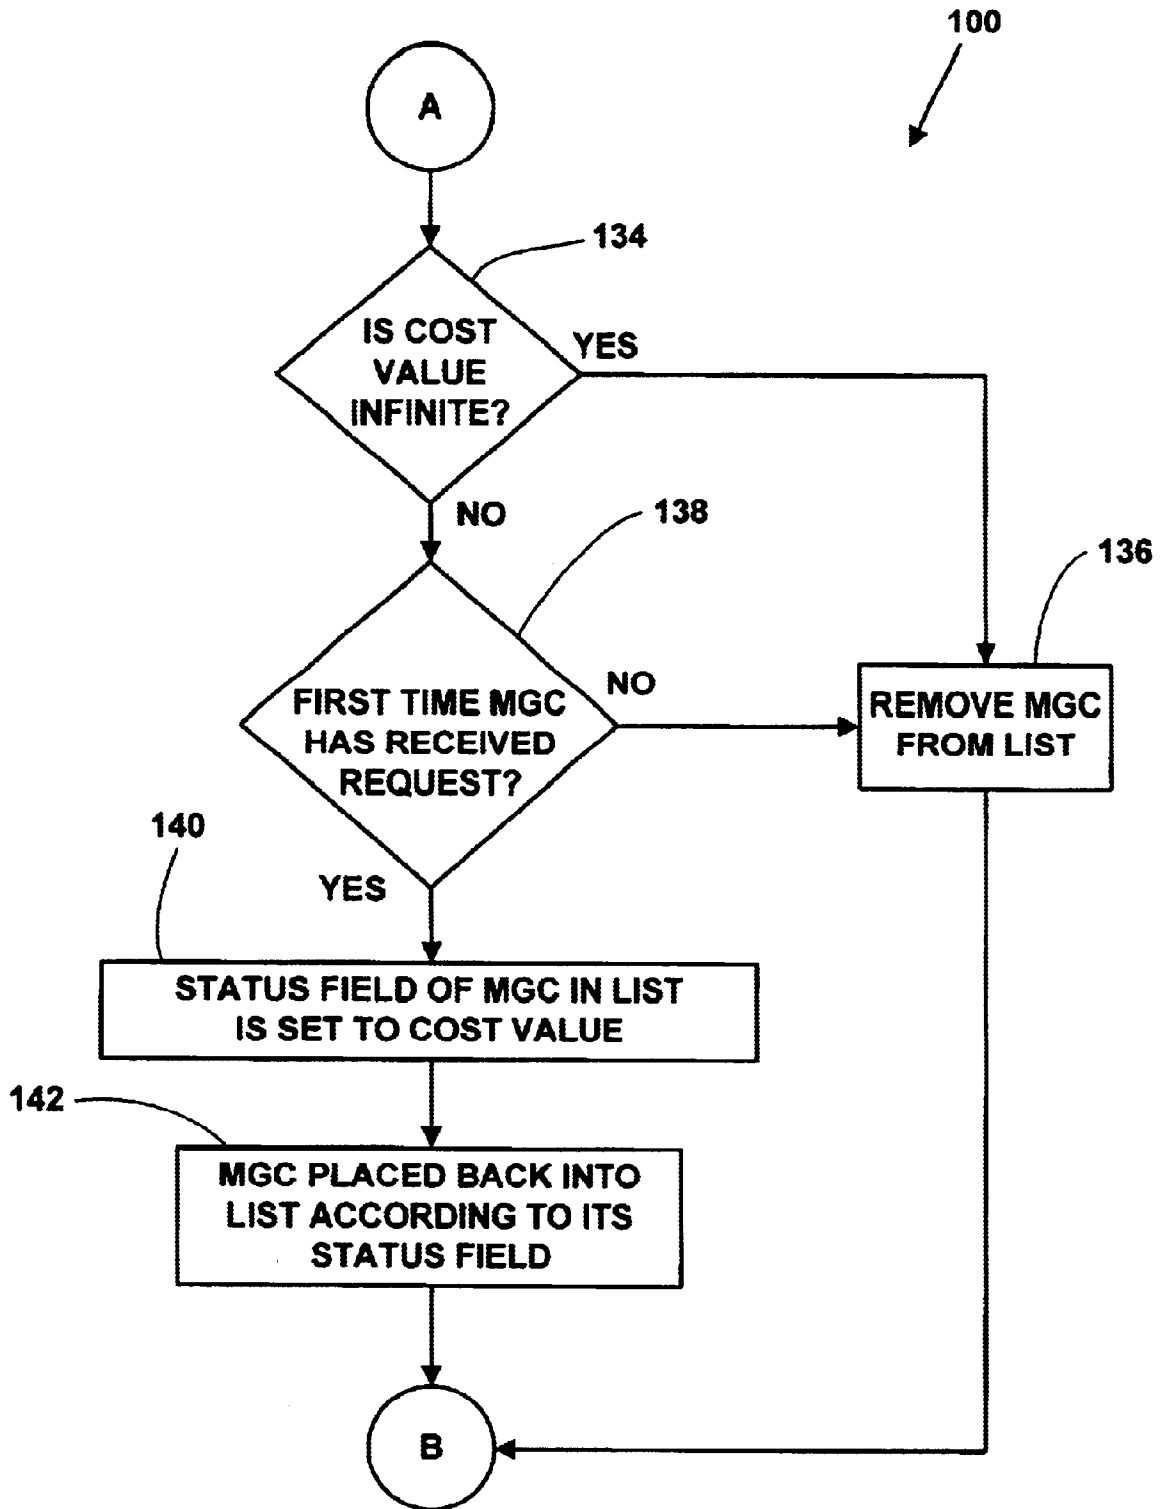 100
A
134
IS COST
VALUE
INFINITE?
YES
NO
138
136
FIRST TIME MGC
HAS RECEIVED
REQUEST?
NO
REMOVE MGC
FROM LIST
140
YES
STATUS FIELD OF MGC IN LIST
IS SET TO COST VALUE
142
MGC PLACED BACK INTO
LIST ACCORDING TO ITS
STATUS FIELD
B